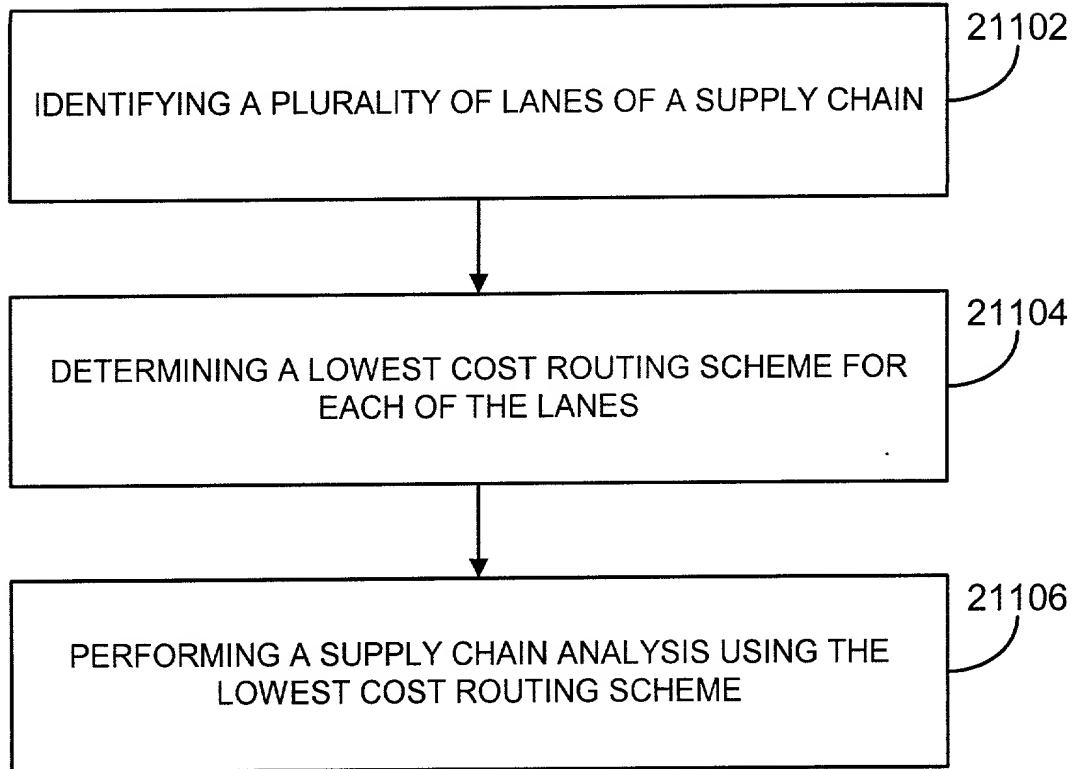 21102
IDENTIFYING A PLURALITY OF LANES OF A SUPPLY CHAIN
21104
DETERMINING A LOWEST COST ROUTING SCHEME FOR
EACH OF THE LANES
21106
PERFORMING A SUPPLY CHAIN ANALYSIS USING THE
LOWEST COST ROUTING SCHEME